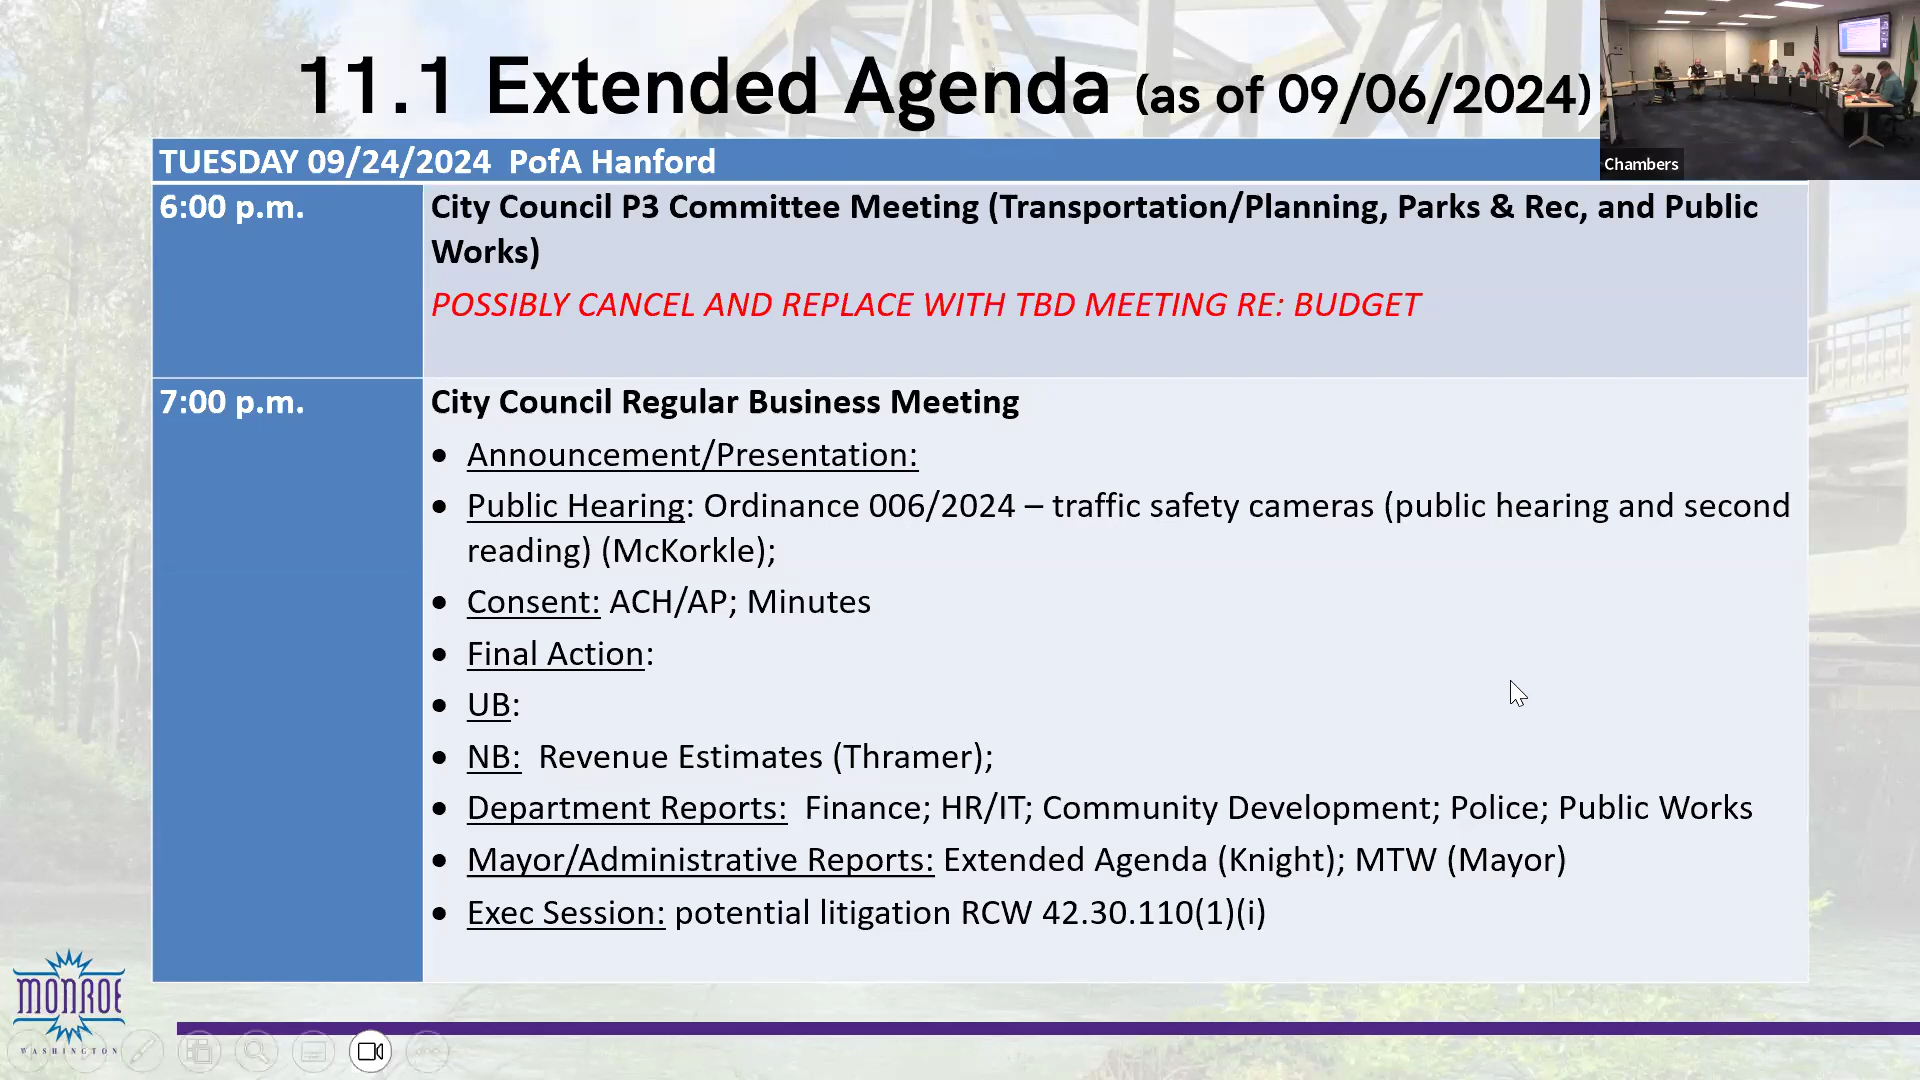 11.1 Extended Agenda (as of 09/06/2024)
Chambers
TUESDAY 09/24/2024 PofA Hanford
6:00 p.m.
City Council P3 Committee Meeting (Transportation/Planning, Parks & Rec, and Public
Works)
POSSIBLY CANCEL AND REPLACE WITH TBD MEETING RE: BUDGET
7:00 p.m.
City Council Regular Business Meeting
• Announcement/Presentation:
• Public Hearing: Ordinance 006/2024 – traffic safety cameras (public hearing and second
reading) (McKorkle);
• Consent: ACH/AP; Minutes
• Final Action:
• UB:
• NB: Revenue Estimates (Thramer);
• Department Reports: Finance; HR/IT; Community Development; Police; Public Works
• Mayor/Administrative Reports: Extended Agenda (Knight); MTW (Mayor)
• Exec Session: potential litigation RCW 42.30.110(1)(i)
MONROE
WASHINGTON